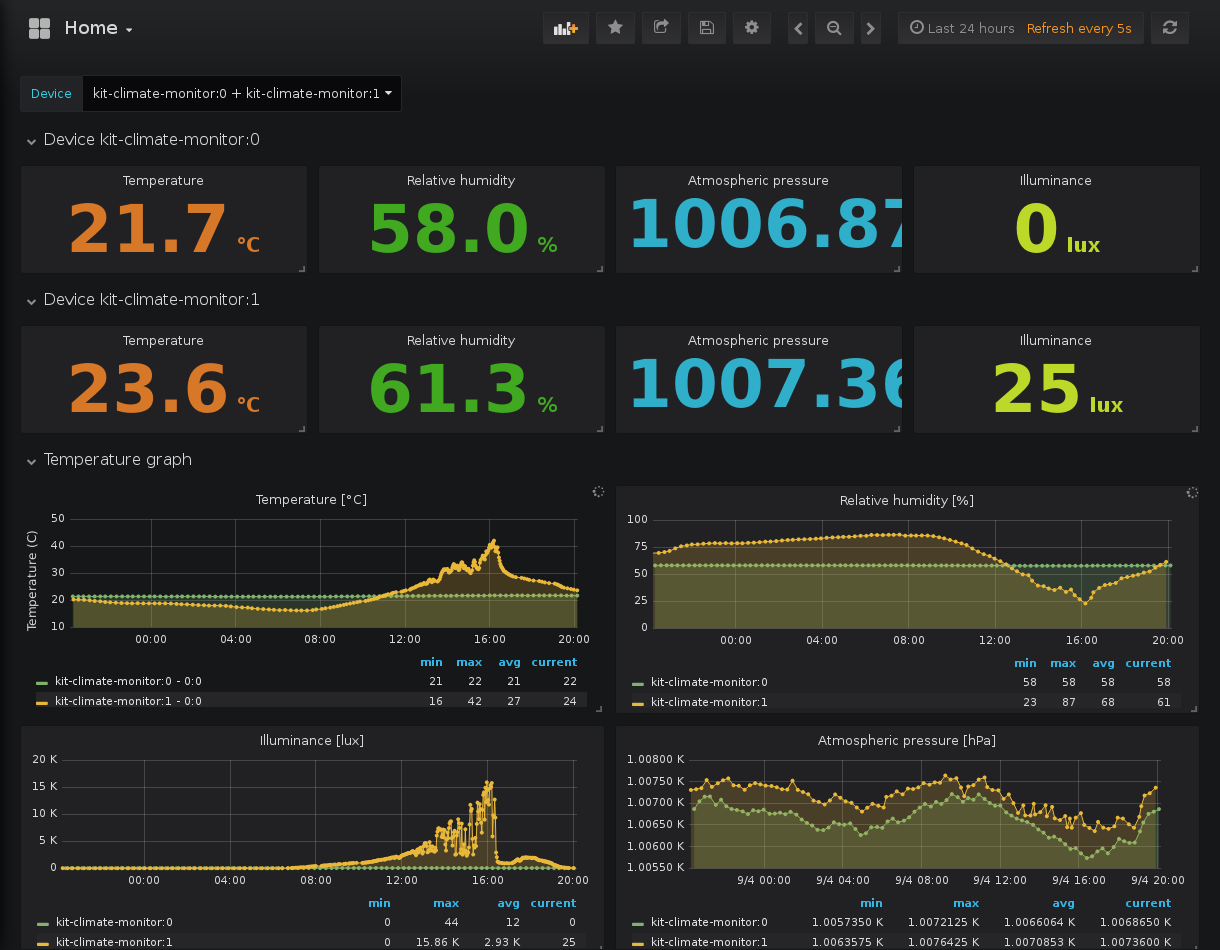 Home
Last 24 hours Refresh every 5s
Device kit-climate-monitor:0 + kit-climate-monitor:1
Device kit-climate-monitor:0
Temperature Relative humidity Atmospheric pressure Illuminance
21.7 °C 58.0 % 1006.87 0 lux
Device kit-climate-monitor:1
Temperature Relative humidity Atmospheric pressure Illuminance
23.6 °C 61.3 % 1007.36 25 lux
Temperature graph
Temperature [°C]
Temperature (C)
50
40
30
20
10
00:00 04:00 08:00 12:00 16:00 20:00
min max avg current
kit-climate-monitor:0 - 0:0 21 22 21 22
kit-climate-monitor:1 - 0:0 16 42 27 24
Relative humidity [%]
100
75
50
25
0
00:00 04:00 08:00 12:00 16:00 20:00
min max avg current
kit-climate-monitor:0 58 58 58 58
kit-climate-monitor:1 23 87 68 61
Illuminance [lux]
20 K
15 K
10 K
5 K
0
00:00 04:00 08:00 12:00 16:00 20:00
min max avg current
kit-climate-monitor:0 0 44 12 0
kit-climate-monitor:1 0 15.86 K 2.93 K 25
Atmospheric pressure [hPa]
1.00800 K
1.00750 K
1.00700 K
1.00650 K
1.00600 K
1.00550 K
9/4 00:00 9/4 04:00 9/4 08:00 9/4 12:00 9/4 16:00 9/4 20:00
min max avg current
kit-climate-monitor:0 1.0057350 K 1.0072125 K 1.0066064 K 1.0068650 K
kit-climate-monitor:1 1.0063575 K 1.0076425 K 1.0070853 K 1.0073600 K